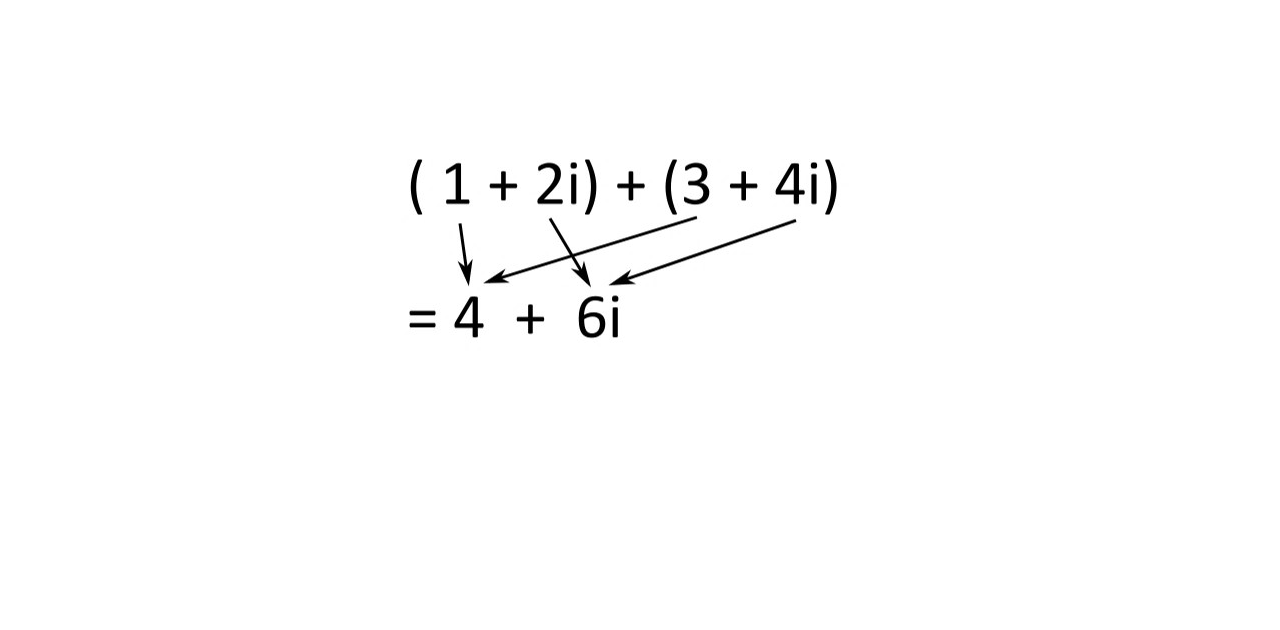 ( 1 + 2i) + (3 + 4i)
= 4 + 6i